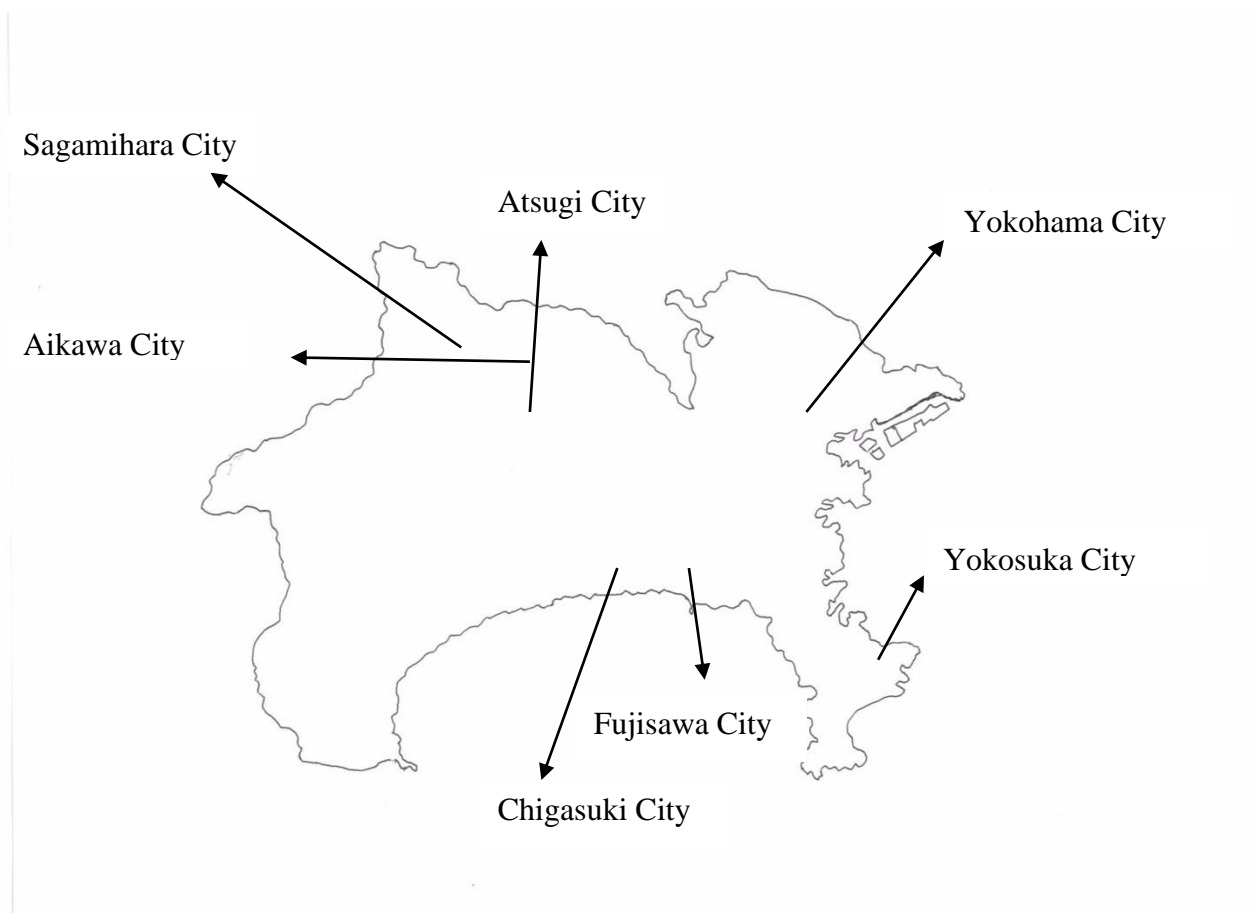 Sagamihara City
Atsugi City
Yokohama City
Aikawa City
Yokosuka City
Fujisawa City
Chigasuki City